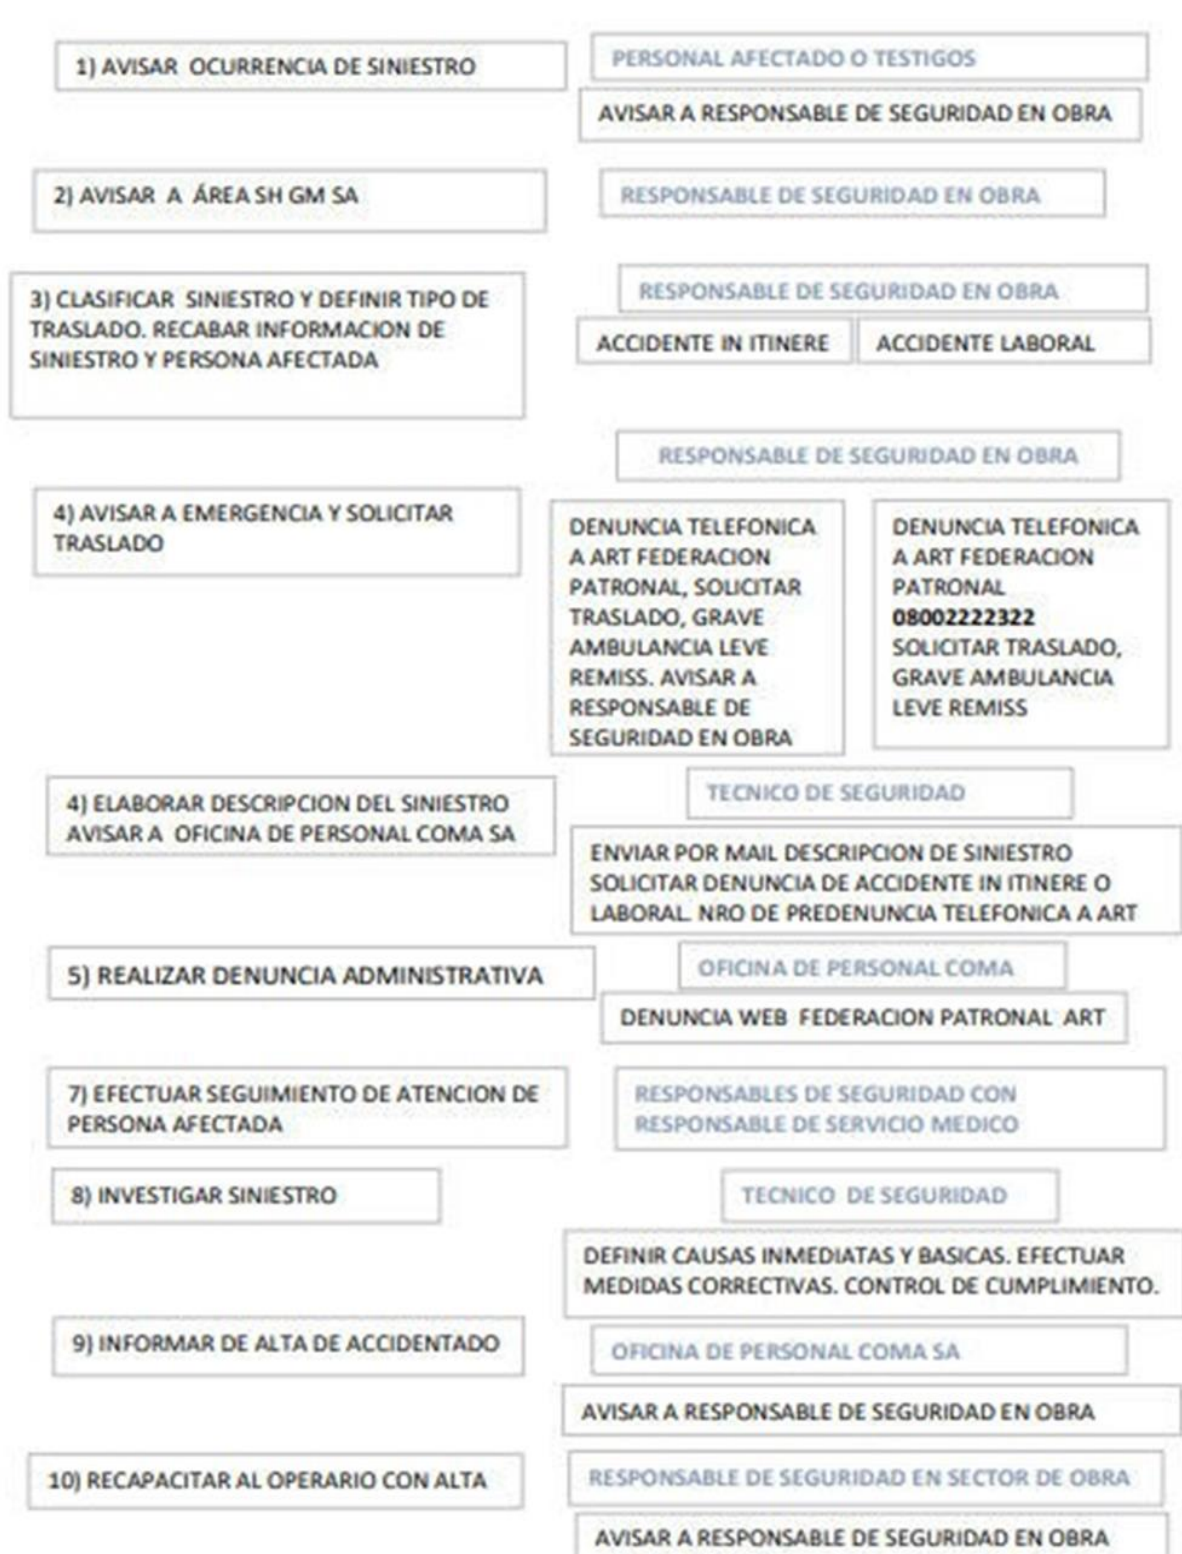 1) AVISAR OCURRENCIA DE SINIESTRO
PERSONAL AFECTADO O TESTIGOS
AVISAR A RESPONSABLE DE SEGURIDAD EN OBRA
2) AVISAR A ÁREA SH GM SA
RESPONSABLE DE SEGURIDAD EN OBRA
3) CLASIFICAR SINIESTRO Y DEFINIR TIPO DE
TRASLADO. RECABAR INFORMACION DE
SINIESTRO Y PERSONA AFECTADA
RESPONSABLE DE SEGURIDAD EN OBRA
ACCIDENTE IN ITINERE
ACCIDENTE LABORAL
RESPONSABLE DE SEGURIDAD EN OBRA
4) AVISAR A EMERGENCIA Y SOLICITAR
TRASLADO
DENUNCIA TELEFONICA
A ART FEDERACION
PATRONAL, SOLICITAR
TRASLADO, GRAVE
AMBULANCIA LEVE
REMISS. AVISAR A
RESPONSABLE DE
SEGURIDAD EN OBRA
DENUNCIA TELEFONICA
A ART FEDERACION
PATRONAL
08002222322
SOLICITAR TRASLADO,
GRAVE AMBULANCIA
LEVE REMISS
4) ELABORAR DESCRIPCION DEL SINIESTRO
AVISAR A OFICINA DE PERSONAL COMA SA
TECNICO DE SEGURIDAD
ENVIAR POR MAIL DESCRIPCION DE SINIESTRO
SOLICITAR DENUNCIA DE ACCIDENTE IN ITINERE O
LABORAL. NRO DE PREDENUNCIA TELEFONICA A ART
5) REALIZAR DENUNCIA ADMINISTRATIVA
OFICINA DE PERSONAL COMA
DENUNCIA WEB FEDERACION PATRONAL ART
7) EFECTUAR SEGUIMIENTO DE ATENCION DE
PERSONA AFECTADA
RESPONSABLES DE SEGURIDAD CON
RESPONSABLE DE SERVICIO MEDICO
8) INVESTIGAR SINIESTRO
TECNICO DE SEGURIDAD
DEFINIR CAUSAS INMEDIATAS Y BASICAS. EFECTUAR
MEDIDAS CORRECTIVAS. CONTROL DE CUMPLIMIENTO.
9) INFORMAR DE ALTA DE ACCIDENTADO
OFICINA DE PERSONAL COMA SA
AVISAR A RESPONSABLE DE SEGURIDAD EN OBRA
10) RECAPACITAR AL OPERARIO CON ALTA
RESPONSABLE DE SEGURIDAD EN SECTOR DE OBRA
AVISAR A RESPONSABLE DE SEGURIDAD EN OBRA